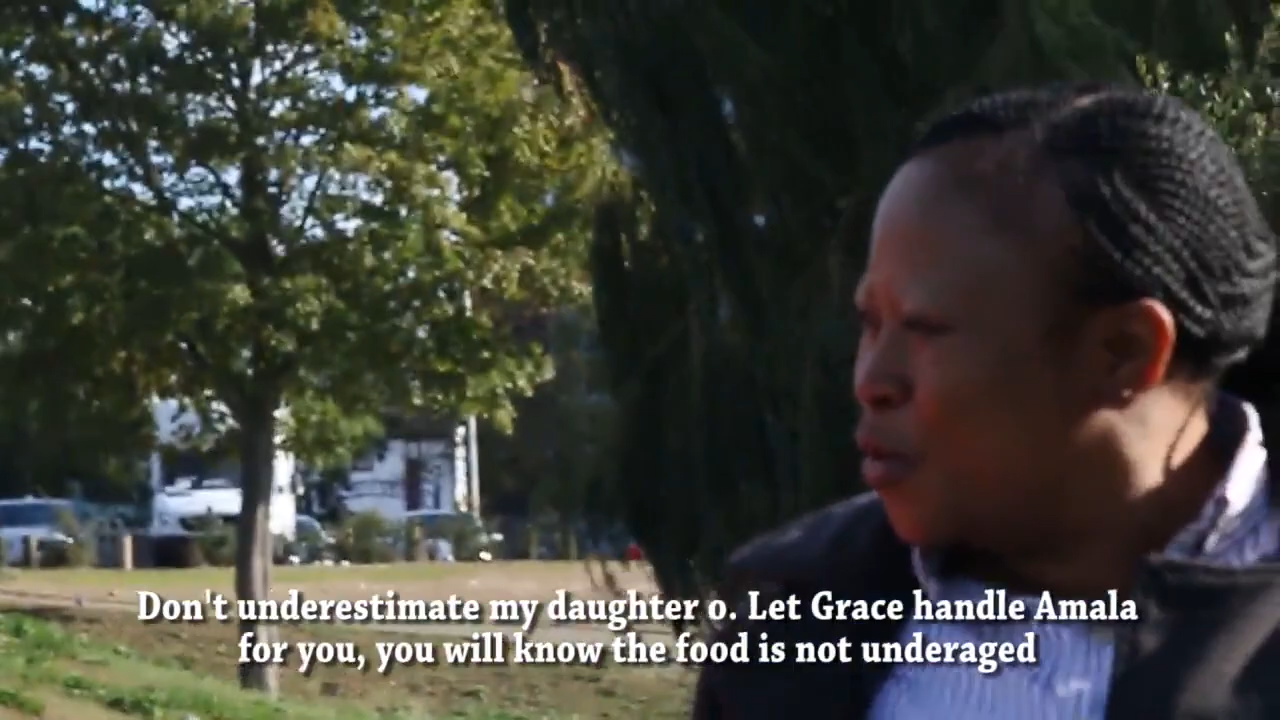 Don't underestimate my daughter o. Let Grace handle Amala
for you, you will know the food is not underaged